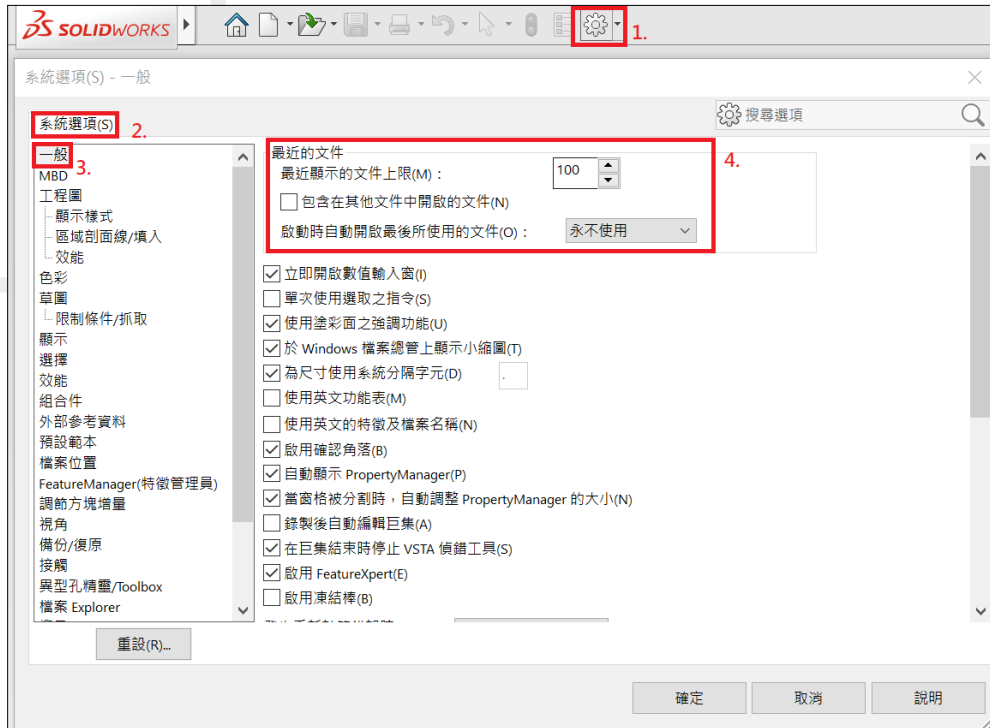 SOLIDWORKS
1.
系統選項(S) - 一般
搜尋選項
系統選項(S)
2.
一般
3.
MBD
工程圖
顯示樣式
區域剖面線/填入
效能
色彩
草圖
限制條件/抓取
顯示
選擇
效能
組合件
外部參考資料
預設範本
檔案位置
FeatureManager(特徵管理員)
調節方塊增量
視角
備份/復原
接觸
異型孔精靈/Toolbox
檔案 Explorer
重設(R)...
最近的文件
4.
最近顯示的文件上限(M)： 100
包含在其他文件中開啟的文件(N)
啟動時自動開啟最後所使用的文件(O)： 永不使用
立即開啟數值輸入窗(I)
單次使用選取之指令(S)
使用塗彩面之強調功能(U)
於 Windows 檔案總管上顯示小縮圖(T)
為尺寸使用系統分隔字元(D) .
使用英文功能表(M)
使用英文的特徵及檔案名稱(N)
啟用確認角落(B)
自動顯示 PropertyManager(P)
當窗格被分割時，自動調整 PropertyManager 的大小(N)
錄製後自動編輯巨集(A)
在巨集結束時停止 VSTA 偵錯工具(S)
啟用 FeatureXpert(E)
啟用凍結棒(B)
確定
取消
說明